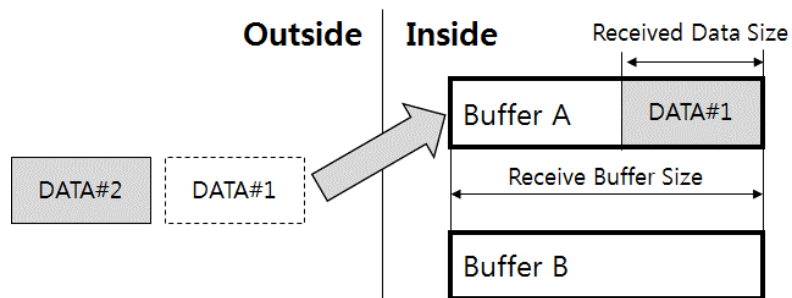 Outside
Inside
Received Data Size
Buffer A
DATA#1
DATA#2
DATA#1
Receive Buffer Size
Buffer B